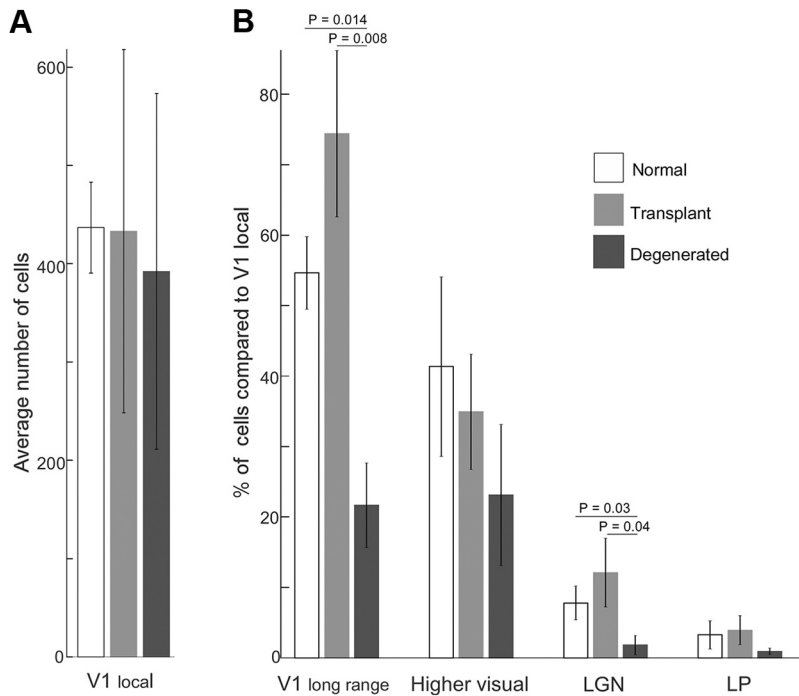 A
B
P = 0.014
P = 0.008
600
400
200
0
Average number of cells
V1 local
80
60
40
20
0
% of cells compared to V1 local
Normal
Transplant
Degenerated
P = 0.03
P = 0.04
V1 long range
Higher visual
LGN
LP